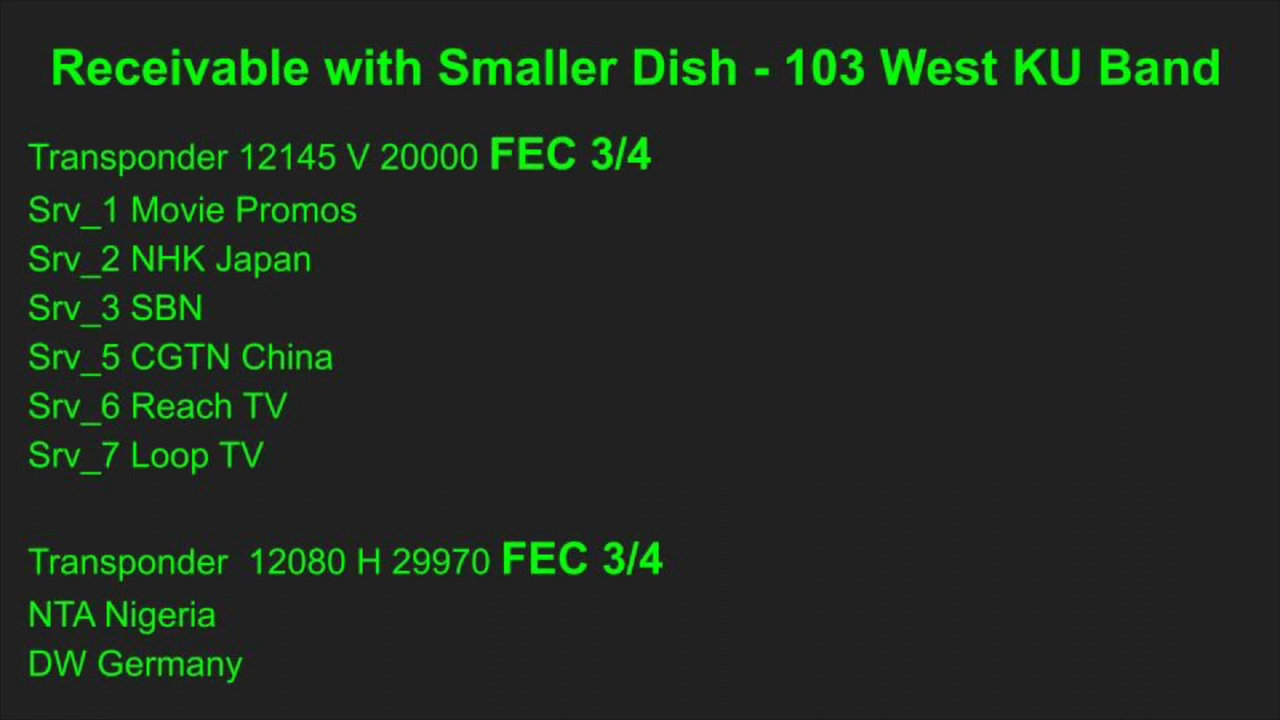 Receivable with Smaller Dish - 103 West KU Band
Transponder 12145 V 20000 FEC 3/4
Srv_1 Movie Promos
Srv_2 NHK Japan
Srv_3 SBN
Srv_5 CGTN China
Srv_6 Reach TV
Srv_7 Loop TV
Transponder  12080 H 29970 FEC 3/4
NTA Nigeria
DW Germany